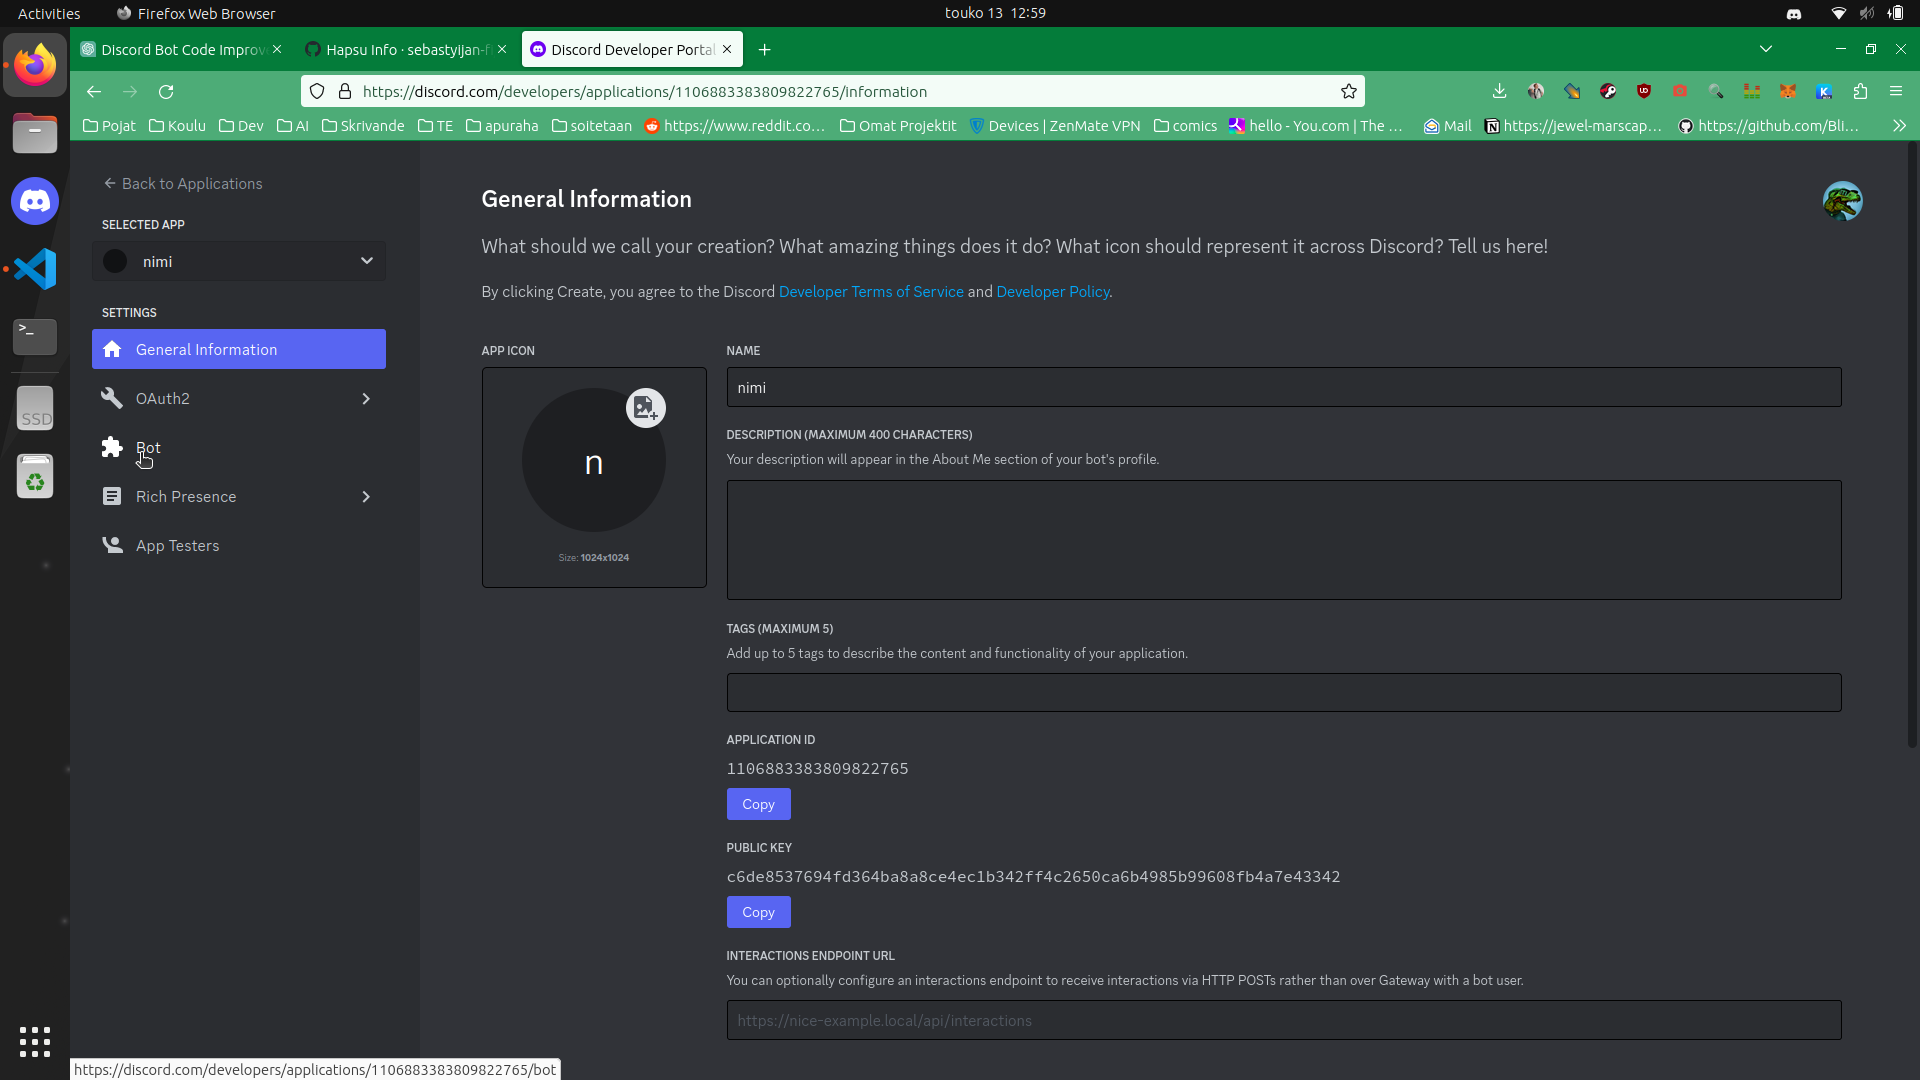 Activities
Firefox Web Browser
touko 13 12:59
Discord Bot Code Improv
Hapsu Info · sebastyijan-fi
Discord Developer Portal
https://discord.com/developers/applications/1106883383809822765/information
Pojat
Koulu
Dev
AI
Skrivande
TE
apuraha
soitetaan
https://www.reddit.co…
Omat Projektit
Devices | ZenMate VPN
comics
hello - You.com | The …
Mail
https://jewel-marscap…
https://github.com/Bli…
Back to Applications
SELECTED APP
nimi
SETTINGS
General Information
OAuth2
Bot
Rich Presence
App Testers
SSD
General Information
What should we call your creation? What amazing things does it do? What icon should represent it across Discord? Tell us here!
By clicking Create, you agree to the Discord Developer Terms of Service and Developer Policy.
APP ICON
n
Size: 1024x1024
NAME
nimi
DESCRIPTION (MAXIMUM 400 CHARACTERS)
Your description will appear in the About Me section of your bot's profile.
TAGS (MAXIMUM 5)
Add up to 5 tags to describe the content and functionality of your application.
APPLICATION ID
1106883383809822765
Copy
PUBLIC KEY
c6de8537694fd364ba8a8ce4ec1b342ff4c2650ca6b4985b99608fb4a7e43342
Copy
INTERACTIONS ENDPOINT URL
You can optionally configure an interactions endpoint to receive interactions via HTTP POSTs rather than over Gateway with a bot user.
https://nice-example.local/api/interactions
https://discord.com/developers/applications/1106883383809822765/bot